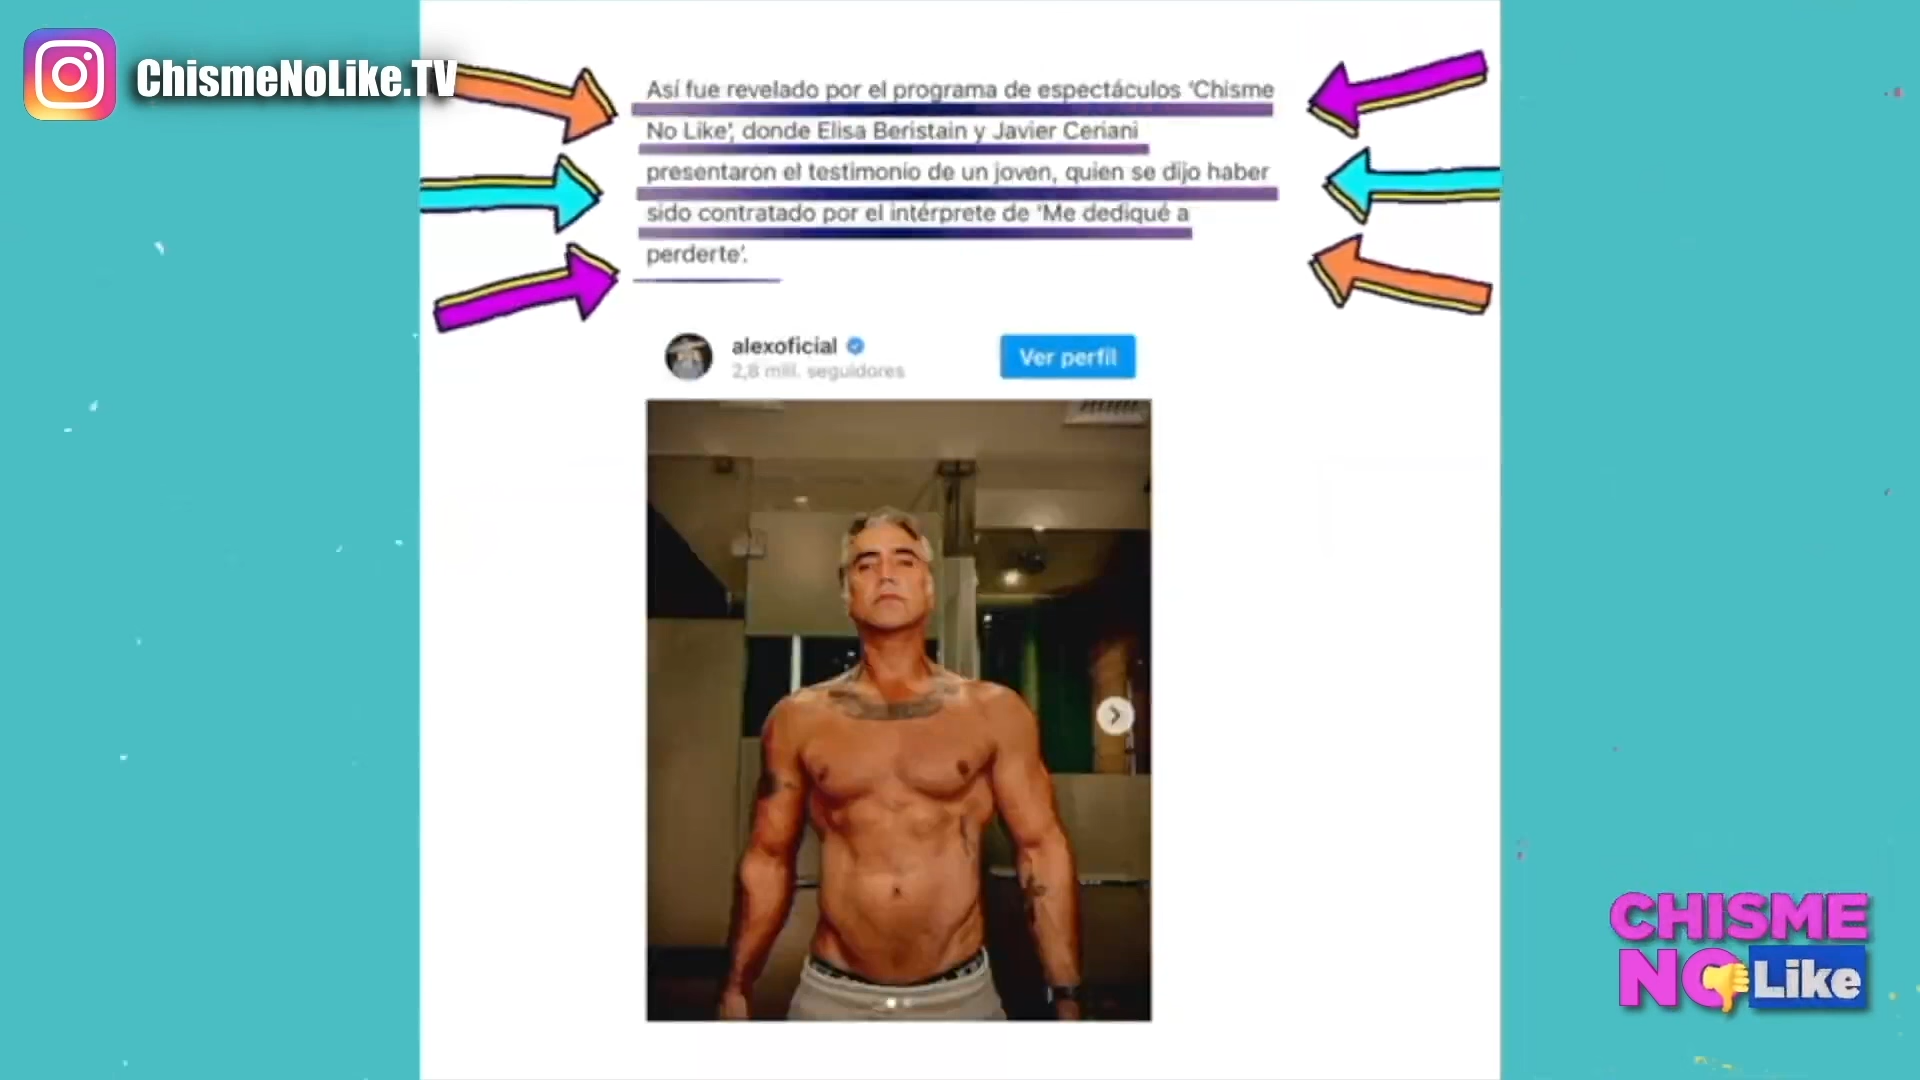 ChismeNoLike.TV
Así fue revelado por el programa de espectáculos 'Chisme
No Like', donde Elisa Beristain y Javier Ceriani
presentaron el testimonio de un joven, quien se dijo haber
sido contratado por el intérprete de 'Me dediqué a
perderte'.
alexoficial
2,8 mill. seguidores
Ver perfil
CHISME
NO Like